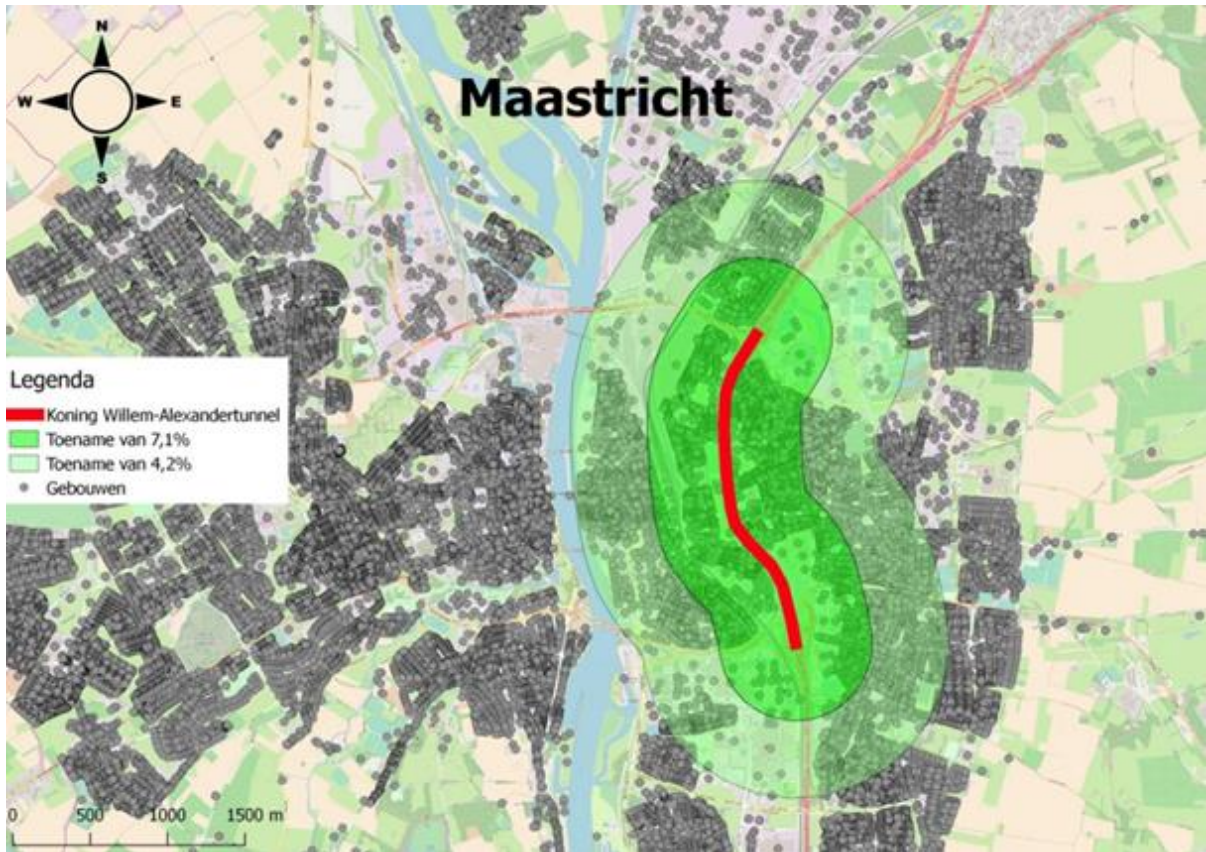 N
W E
S
Maastricht
Legenda
Koning Willem-Alexandertunnel
Toename van 7,1%
Toename van 4,2%
Gebouwen
0 500 1000 1500 m